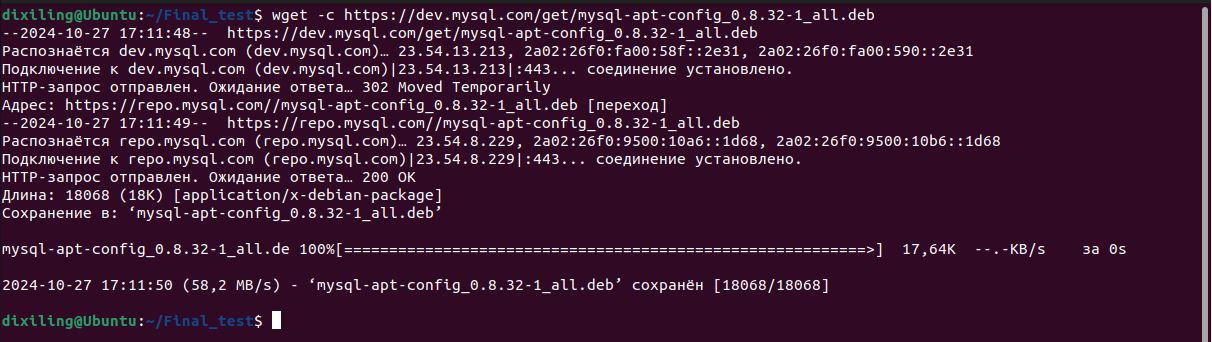 dixiling@Ubuntu:~/Final_test$ wget -c https://dev.mysql.com/get/mysql-apt-config_0.8.32-1_all.deb
--2024-10-27 17:11:48--  https://dev.mysql.com/get/mysql-apt-config_0.8.32-1_all.deb
Распознаётся dev.mysql.com (dev.mysql.com)… 23.54.13.213, 2a02:26f0:fa00:58f::2e31, 2a02:26f0:fa00:590::2e31
Подключение к dev.mysql.com (dev.mysql.com)|23.54.13.213|:443... соединение установлено.
HTTP-запрос отправлен. Ожидание ответа… 302 Moved Temporarily
Адрес: https://repo.mysql.com//mysql-apt-config_0.8.32-1_all.deb [переход]
--2024-10-27 17:11:49--  https://repo.mysql.com//mysql-apt-config_0.8.32-1_all.deb
Распознаётся repo.mysql.com (repo.mysql.com)… 23.54.8.229, 2a02:26f0:9500:10a6::1d68, 2a02:26f0:9500:10b6::1d68
Подключение к repo.mysql.com (repo.mysql.com)|23.54.8.229|:443... соединение установлено.
HTTP-запрос отправлен. Ожидание ответа… 200 OK
Длина: 18068 (18K) [application/x-debian-package]
Сохранение в: ‘mysql-apt-config_0.8.32-1_all.deb’
mysql-apt-config_0.8.32-1_all.de 100%[==========================================================>]  17,64K  --.-KB/s    за 0s
2024-10-27 17:11:50 (58,2 MB/s) - ‘mysql-apt-config_0.8.32-1_all.deb’ сохранён [18068/18068]
dixiling@Ubuntu:~/Final_test$